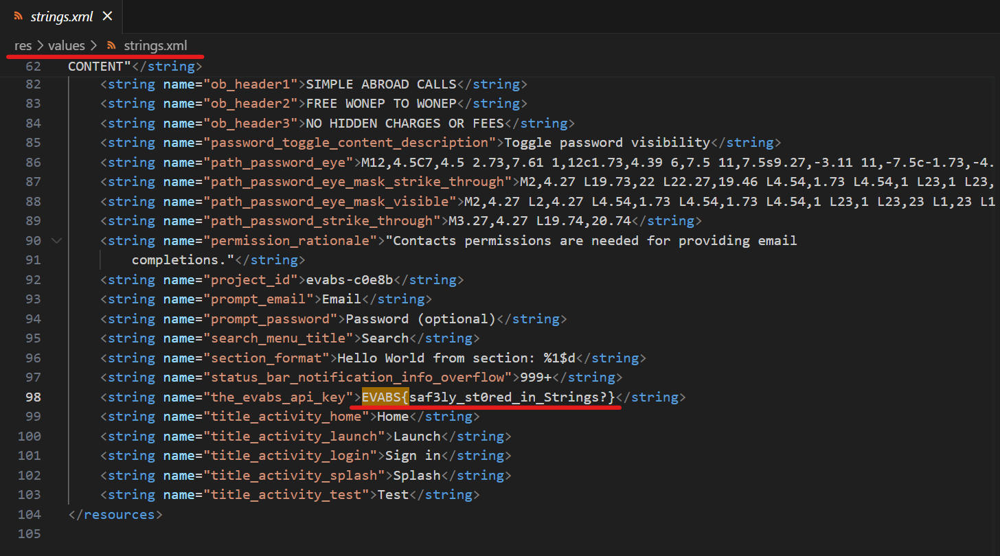 strings.xml
res > values > strings.xml
62 CONTENT"</string>
82 <string name="ob_header1">SIMPLE ABROAD CALLS</string>
83 <string name="ob_header2">FREE WONEP TO WONEP</string>
84 <string name="ob_header3">NO HIDDEN CHARGES OR FEES</string>
85 <string name="password_toggle_content_description">Toggle password visibility</string>
86 <string name="path_password_eye">M12,4.5C7,4.5 2.73,7.61 1,12c1.73,4.39 6,7.5 11,7.5s9.27,-3.11 11,-7.5c-1.73,-4.
87 <string name="path_password_eye_mask_strike_through">M2,4.27 L19.73,22 L22.27,19.46 L4.54,1.73 L4.54,1 L23,1 L23,
88 <string name="path_password_eye_mask_visible">M2,4.27 L2,4.27 L4.54,1.73 L4.54,1.73 L4.54,1 L23,1 L23,23 L1,23 L1
89 <string name="path_password_strike_through">M3.27,4.27 L19.74,20.74</string>
90 <string name="permission_rationale">"Contacts permissions are needed for providing email
91 completions."</string>
92 <string name="project_id">evabs-c0e8b</string>
93 <string name="prompt_email">Email</string>
94 <string name="prompt_password">Password (optional)</string>
95 <string name="search_menu_title">Search</string>
96 <string name="section_format">Hello World from section: %1$d</string>
97 <string name="status_bar_notification_info_overflow">999+</string>
98 <string name="the_evabs_api_key">EVABS{saf3ly_st0red_in_Strings?}</string>
99 <string name="title_activity_home">Home</string>
100 <string name="title_activity_launch">Launch</string>
101 <string name="title_activity_login">Sign in</string>
102 <string name="title_activity_splash">Splash</string>
103 <string name="title_activity_test">Test</string>
104 </resources>
105